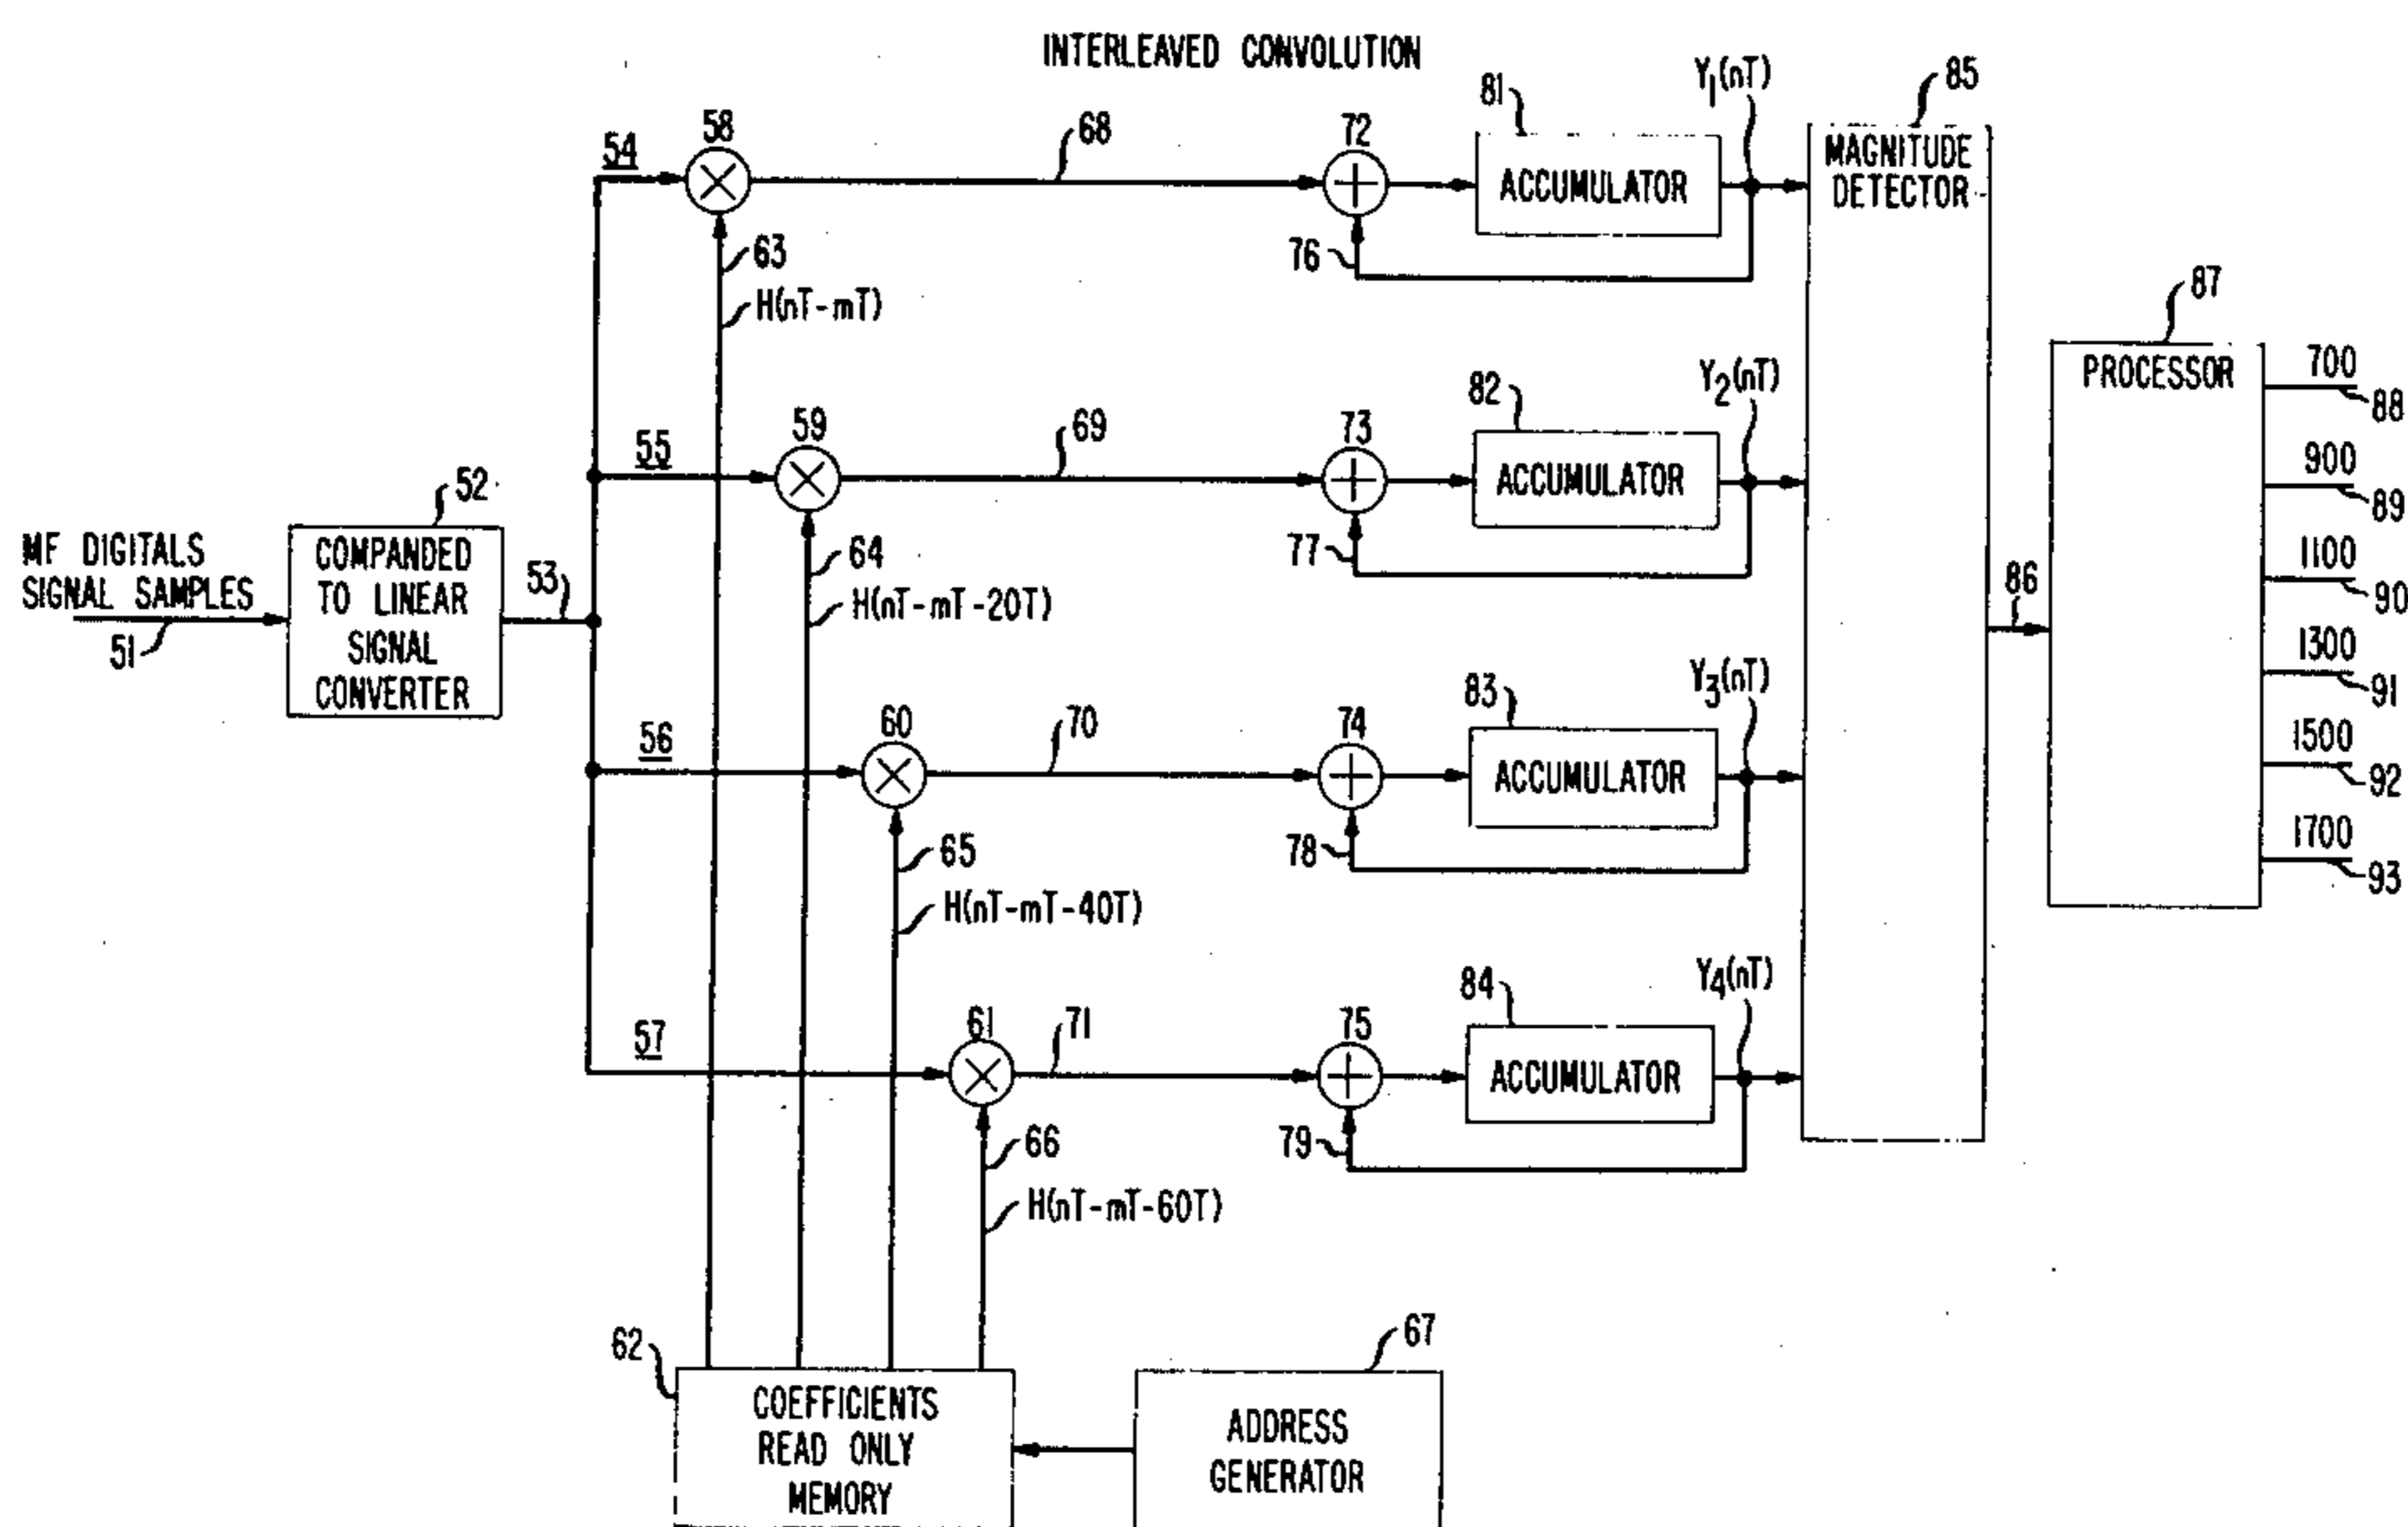 INTERLEAVED CONVOLUTION
54
58
68
72
81
ACCUMULATOR
Y1(nT)
85
MAGNITUDE
DETECTOR
63
H(nT-mT)
76
87
PROCESSOR
700
88
900
89
1100
90
1300
91
1500
92
1700
93
86
55
59
69
73
82
ACCUMULATOR
Y2(nT)
64
H(nT-mT-20T)
77
MF DIGITALS
SIGNAL SAMPLES
51
52
COMPANDED
TO LINEAR
SIGNAL
CONVERTER
53
56
60
70
74
83
ACCUMULATOR
Y3(nT)
65
H(nT-mT-40T)
78
57
61
71
75
84
ACCUMULATOR
Y4(nT)
66
H(nT-mT-60T)
79
62
COEFFICIENTS
READ ONLY
MEMORY
67
ADDRESS
GENERATOR